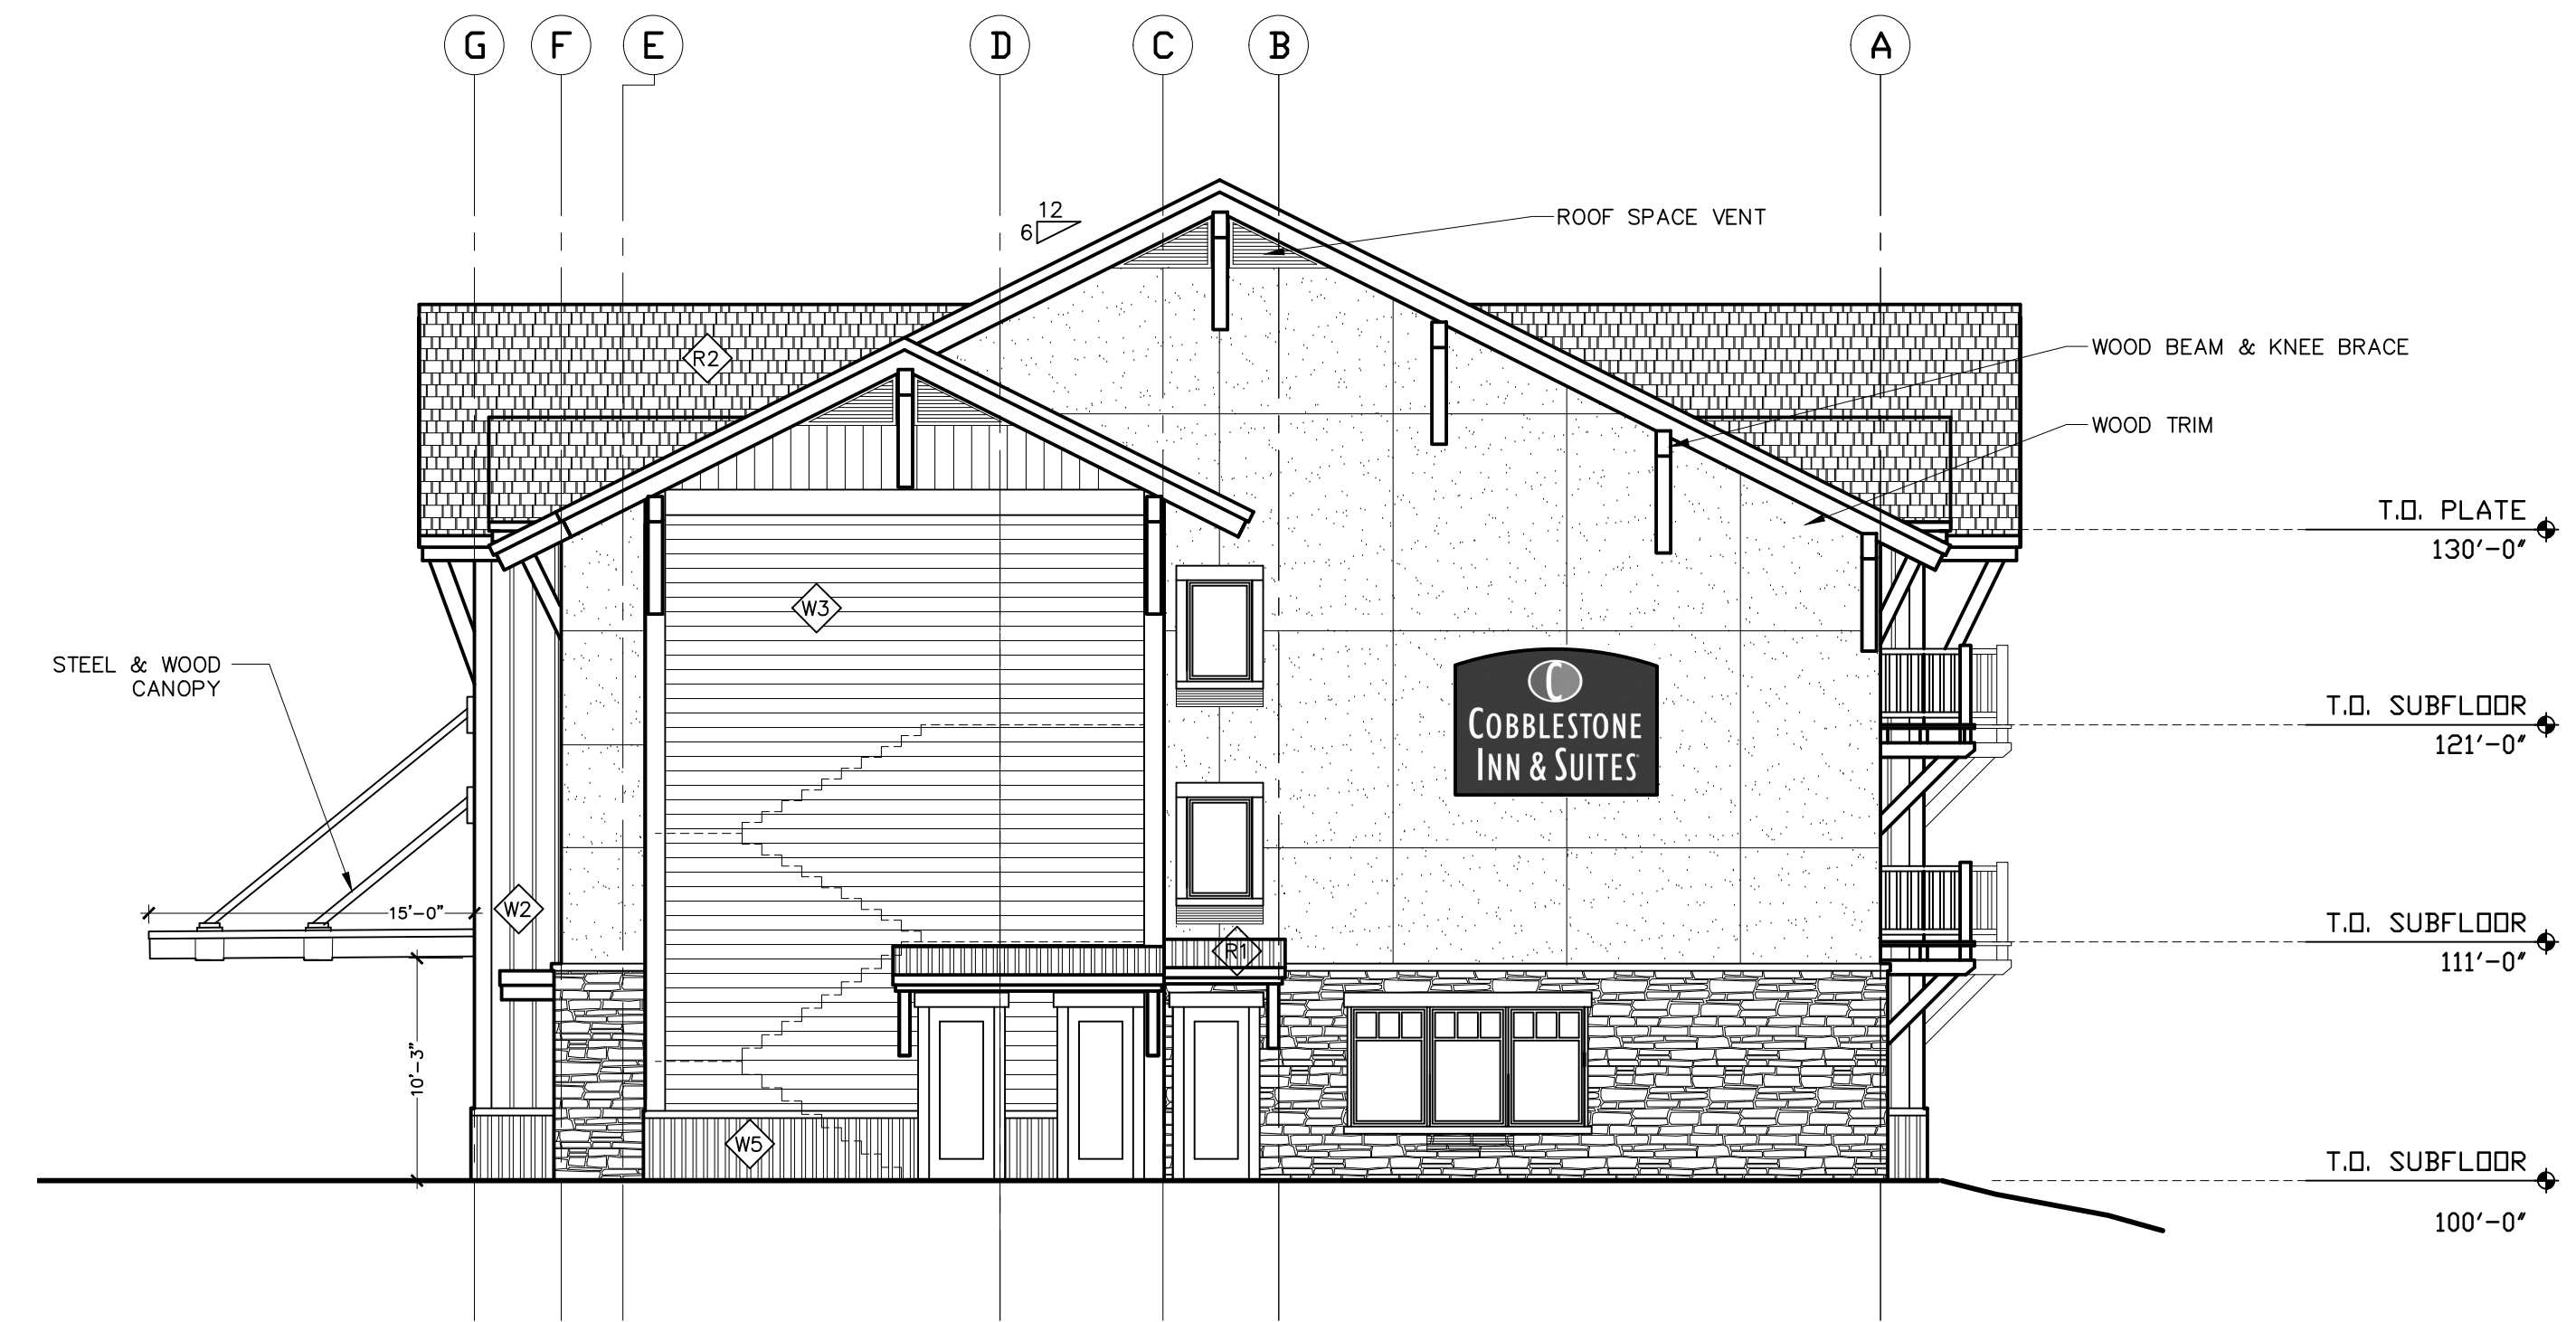 G F E D C B A
12
6
ROOF SPACE VENT
R2
WOOD BEAM & KNEE BRACE
WOOD TRIM
T.O. PLATE
130'-0"
W3
STEEL & WOOD
CANOPY
C
COBBLESTONE
INN & SUITES
T.O. SUBFLOOR
121'-0"
15'-0"
W2
R1
T.O. SUBFLOOR
111'-0"
10'-3"
W5
T.O. SUBFLOOR
100'-0"